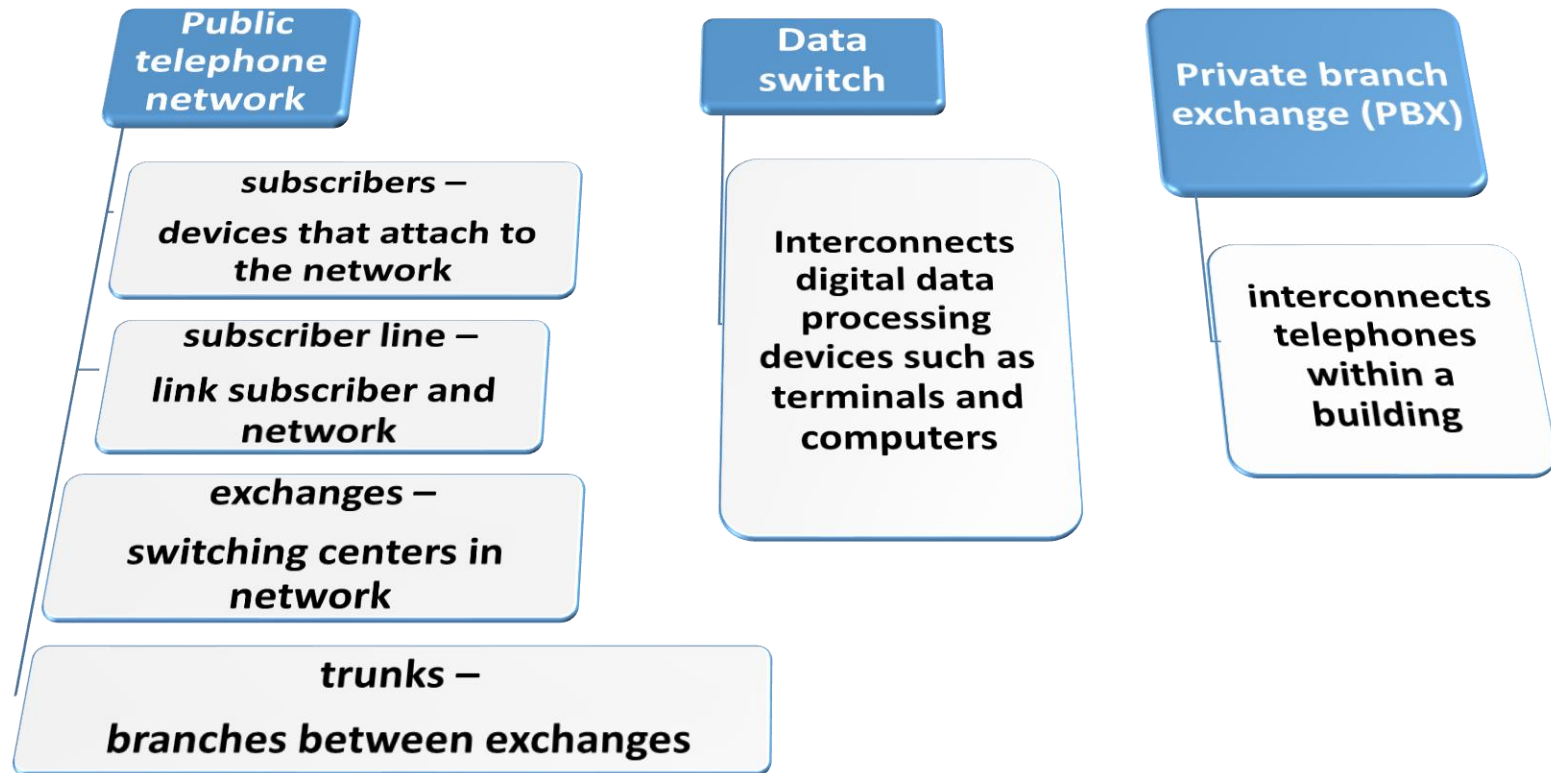 Public
telephone
network
subscribers –
devices that attach to
the network
subscriber line –
link subscriber and
network
exchanges –
switching centers in
network
trunks –
branches between exchanges
Data
switch
Interconnects
digital data
processing
devices such as
terminals and
computers
Private branch
exchange (PBX)
interconnects
telephones
within a
building